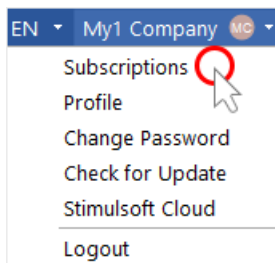 EN My1 Company MC
Subscriptions
Profile
Change Password
Check for Update
Stimulsoft Cloud
Logout